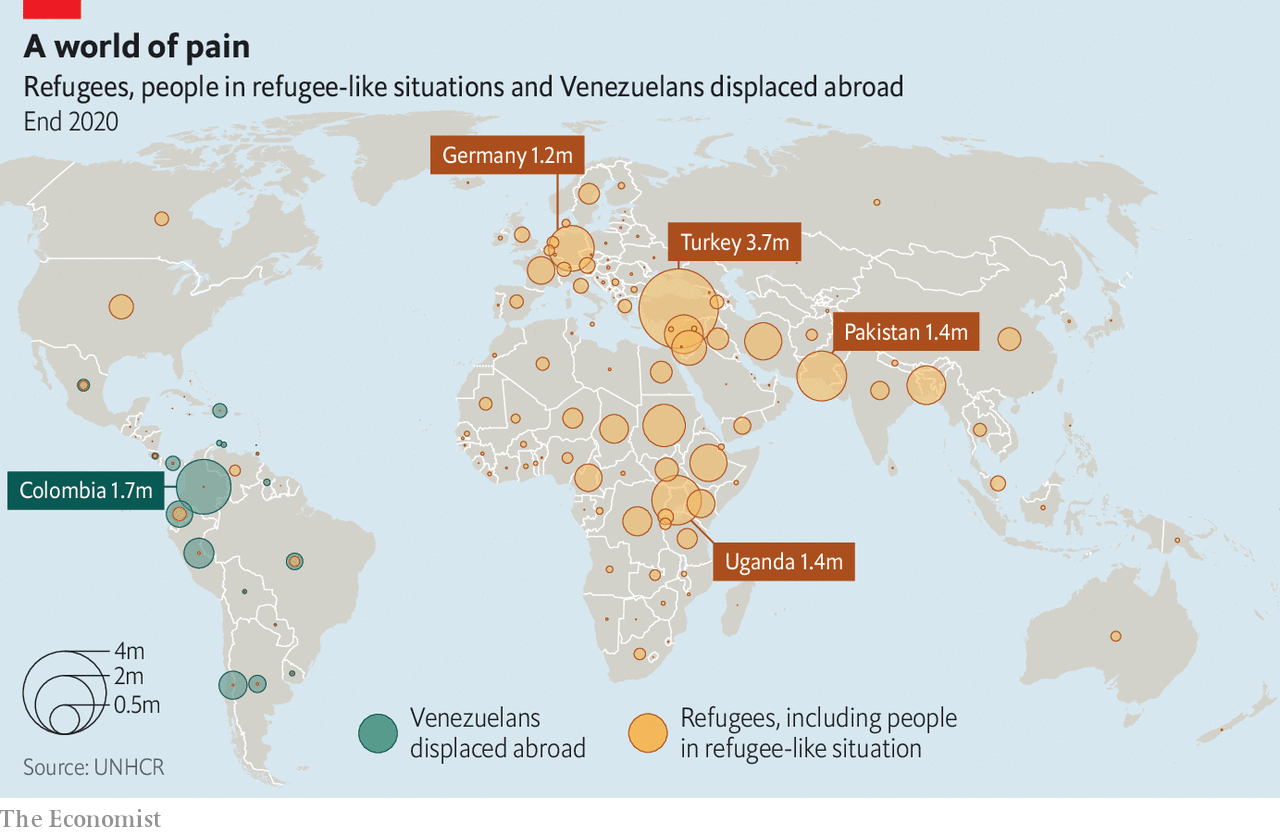 A world of pain
Refugees, people in refugee-like situations and Venezuelans displaced abroad
End 2020
Germany 1.2m
Turkey 3.7m
Pakistan 1.4m
Colombia 1.7m
Uganda 1.4m
4m
2m
0.5m
Venezuelans
displaced abroad
Refugees, including people
in refugee-like situation
Source: UNHCR
The Economist